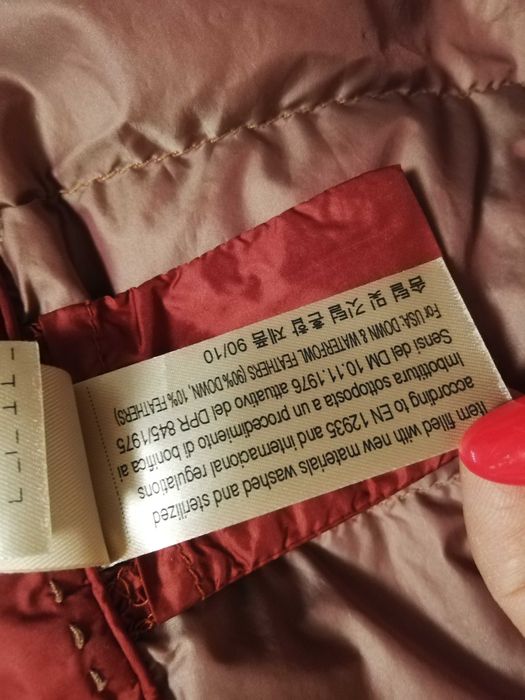 Item filled with new materials washed and sterilized
according to EN 12935 and internacional regulations
Imbottitura sottoposta a un procedimento di bonifica ai
Sensi del DM 10.11.1976 attuativo del DPR 845/1975
For USA: DOWN & WATERFOWL FEATHERS (90% DOWN, 10% FEATHERS)
솜털 및 깃털 혼합 제품 90/10